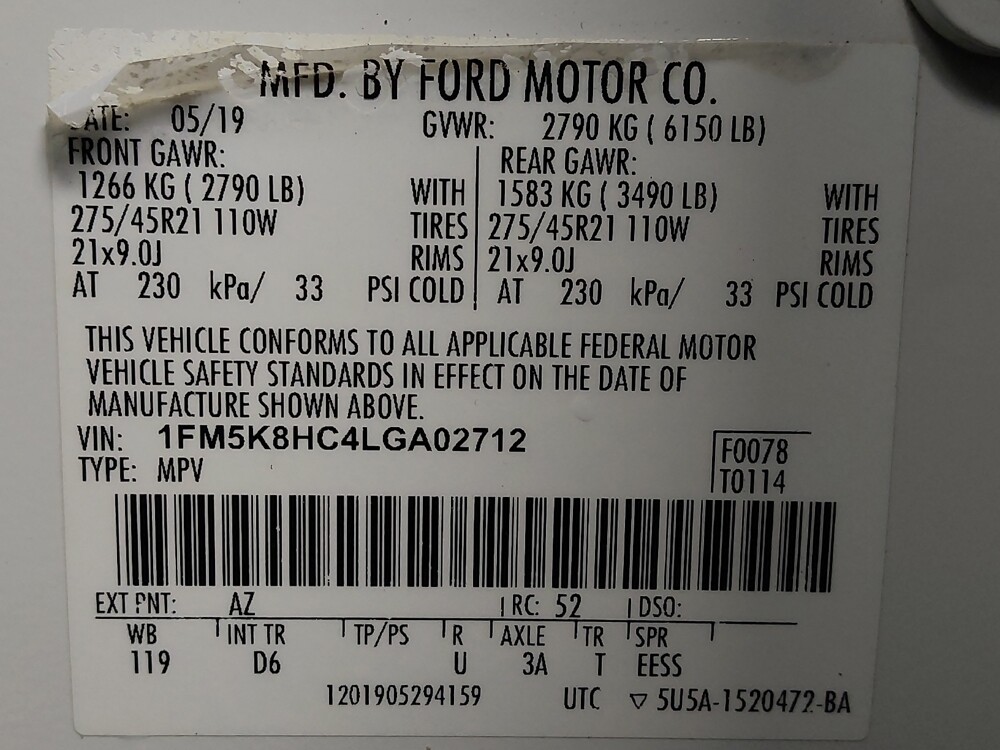 MFD. BY FORD MOTOR CO.
DATE: 05/19 GVWR: 2790 KG ( 6150 LB)
FRONT GAWR: REAR GAWR:
1266 KG ( 2790 LB) WITH 1583 KG ( 3490 LB) WITH
275/45R21 110W TIRES 275/45R21 110W TIRES
21x9.0J RIMS 21x9.0J RIMS
AT 230 kPa/ 33 PSI COLD AT 230 kPa/ 33 PSI COLD
THIS VEHICLE CONFORMS TO ALL APPLICABLE FEDERAL MOTOR
VEHICLE SAFETY STANDARDS IN EFFECT ON THE DATE OF
MANUFACTURE SHOWN ABOVE.
VIN: 1FM5K8HC4LGA02712 F0078
TYPE: MPV T0114
EXT PNT: AZ RC: 52 DSO:
WB INT TR TP/PS R AXLE TR SPR
119 D6 U 3A T EESS
1201905294159 UTC ▽ 5U5A-1520472-BA